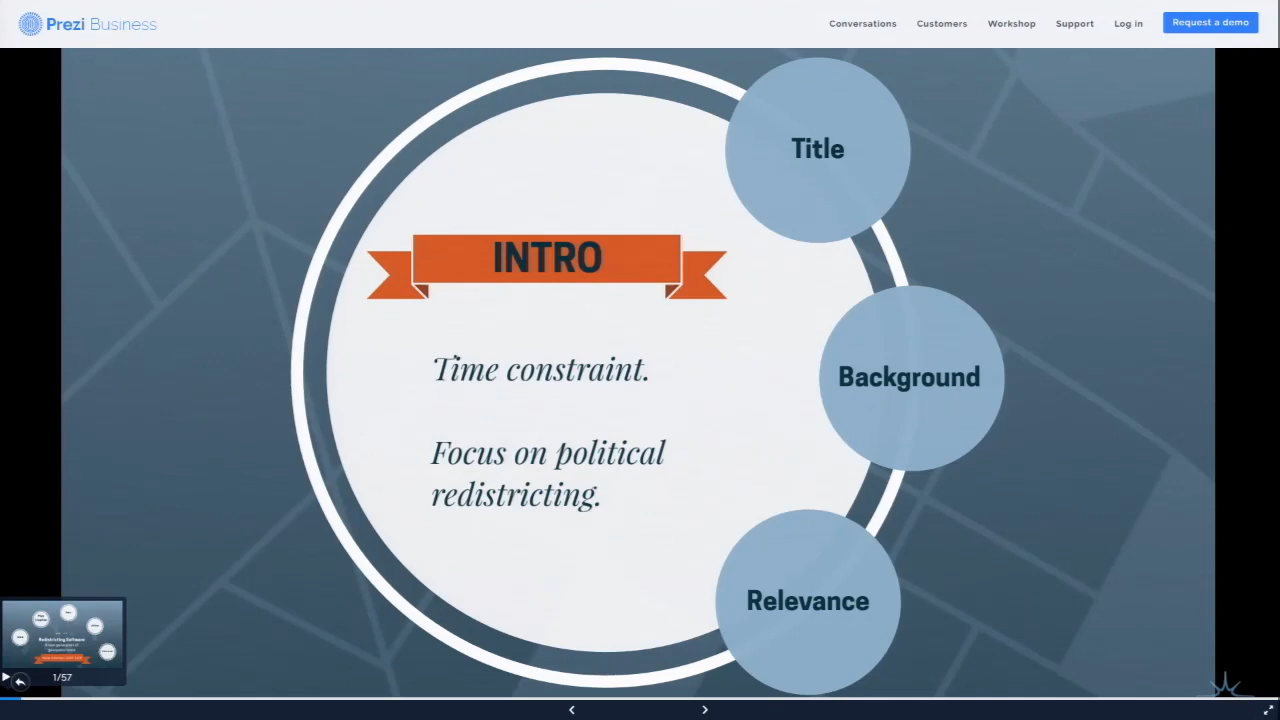 Prezi Business
Conversations
Customers
Workshop
Support
Log in
Request a demo
Title
INTRO
Time constraint.
Background
Focus on political
redistricting.
Relevance
Redistricting Software
1/57